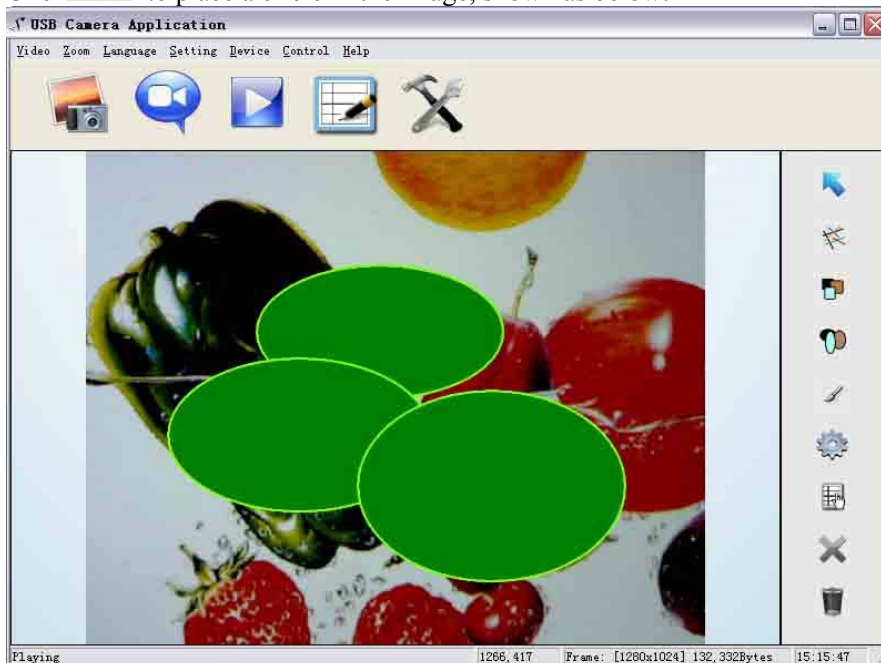 USB Camera Application
Video Zoom Language Setting Device Control Help
Playing 1266,417 Frame: [1280x1024] 132,332Bytes 15:15:47